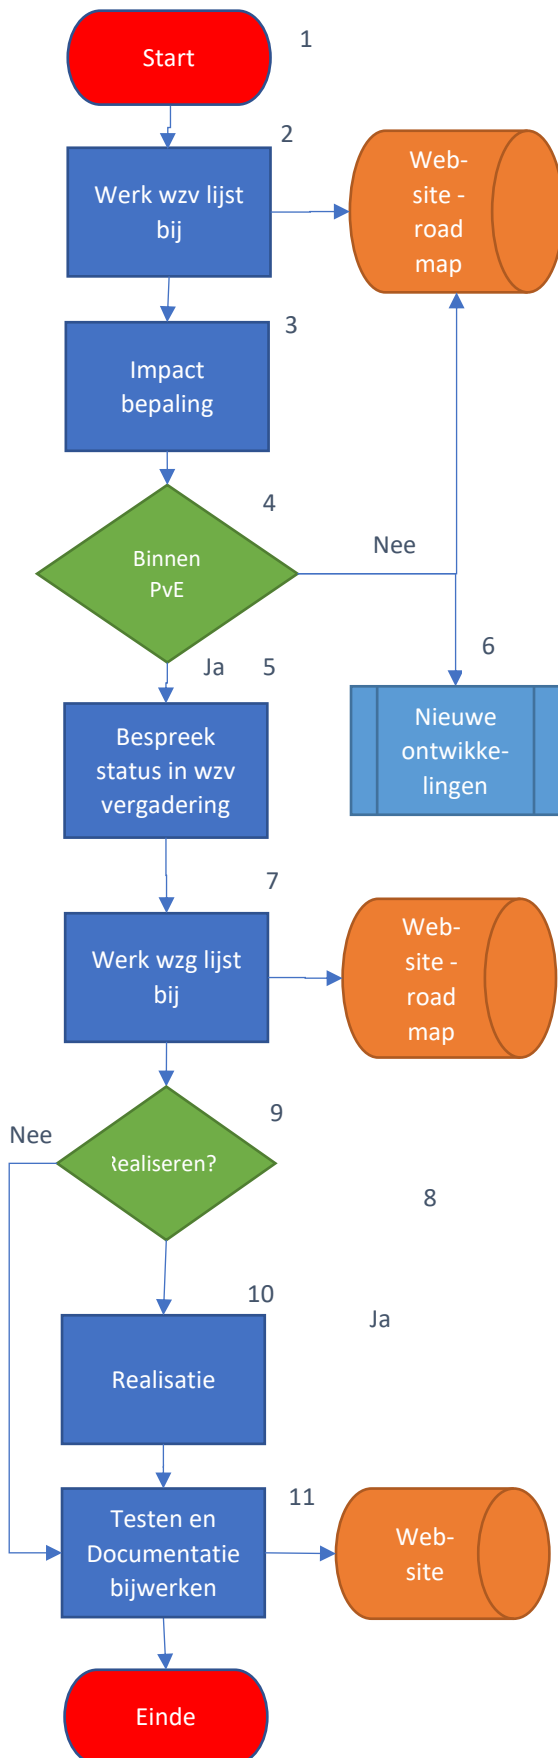 1
Start
2
Werk wzv lijst
bij
Web-
site -
road
map
3
Impact
bepaling
4
Binnen
PvE
Nee
Ja
5
6
Bespreek
status in wzv
vergadering
Nieuwe
ontwikke-
lingen
7
Werk wzg lijst
bij
Web-
site -
road
map
9
Nee
Realiseren?
8
10
Ja
Realisatie
11
Testen en
Documentatie
bijwerken
Web-
site
Einde